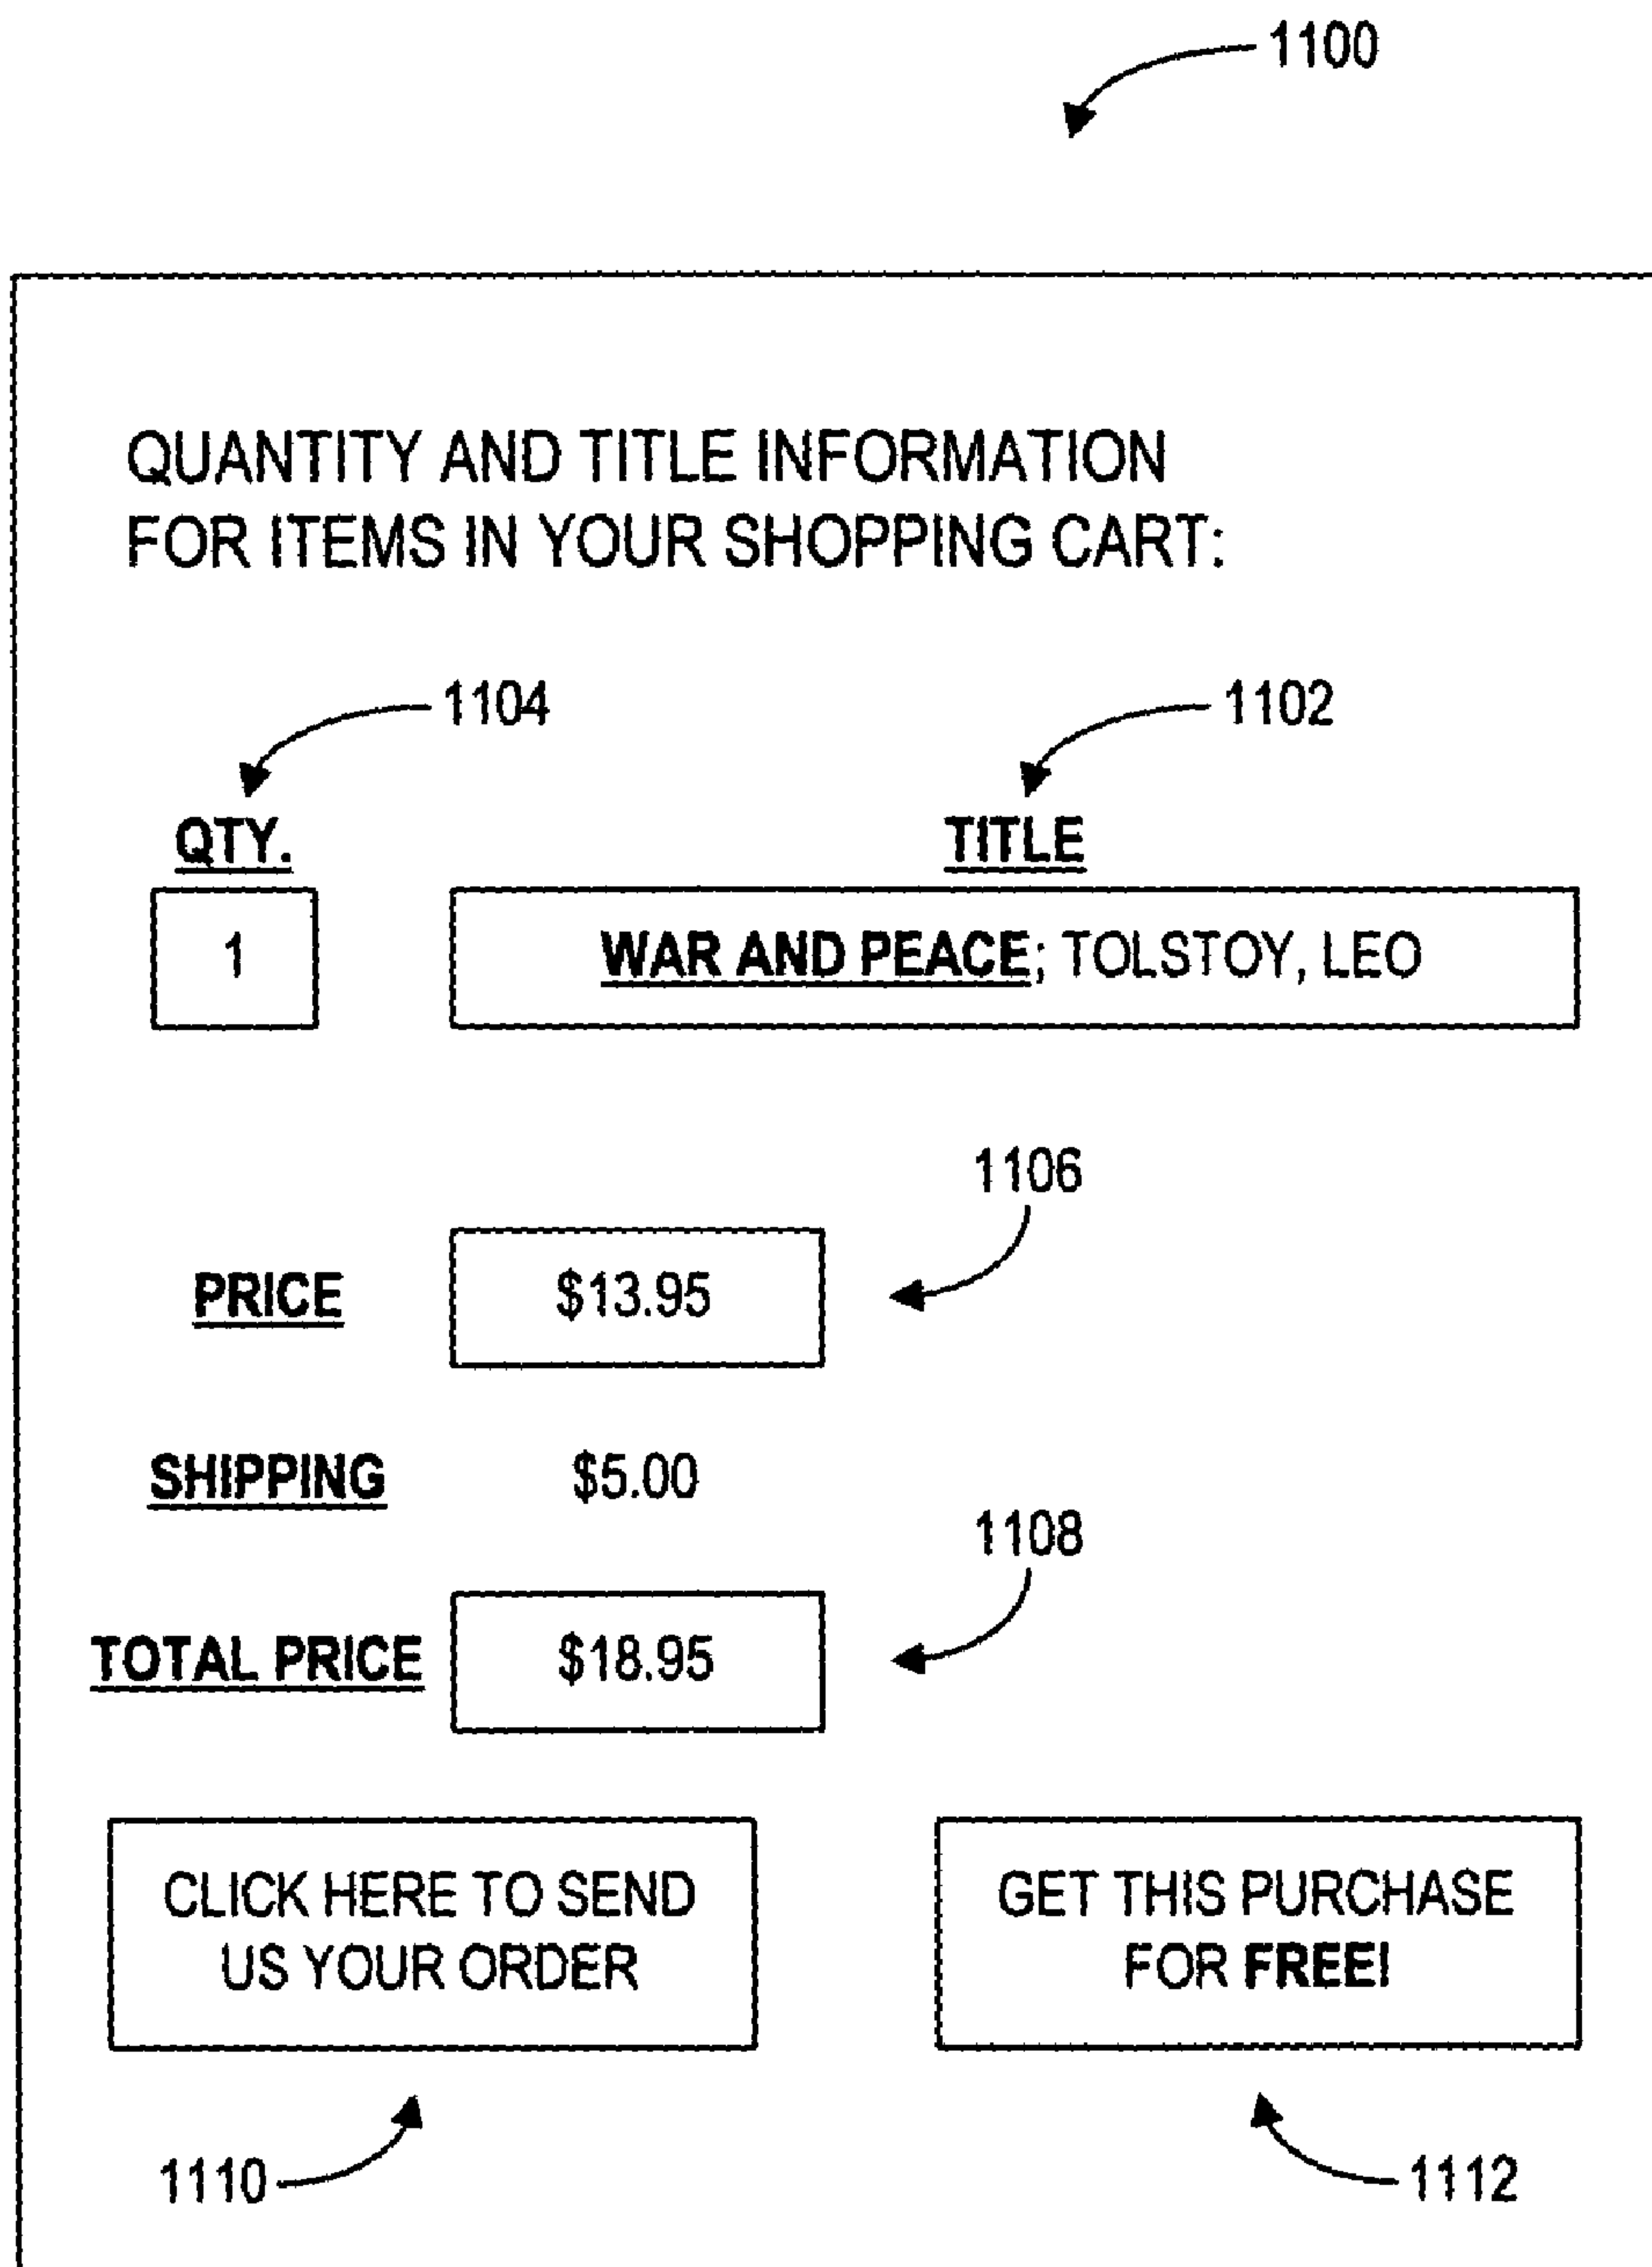 1100
QUANTITY AND TITLE INFORMATION
FOR ITEMS IN YOUR SHOPPING CART:
1104 1102
QTY. TITLE
1 WAR AND PEACE; TOLSTOY, LEO
1106
PRICE $13.95
SHIPPING $5.00
1108
TOTAL PRICE $18.95
CLICK HERE TO SEND
US YOUR ORDER
GET THIS PURCHASE
FOR FREE!
1110 1112